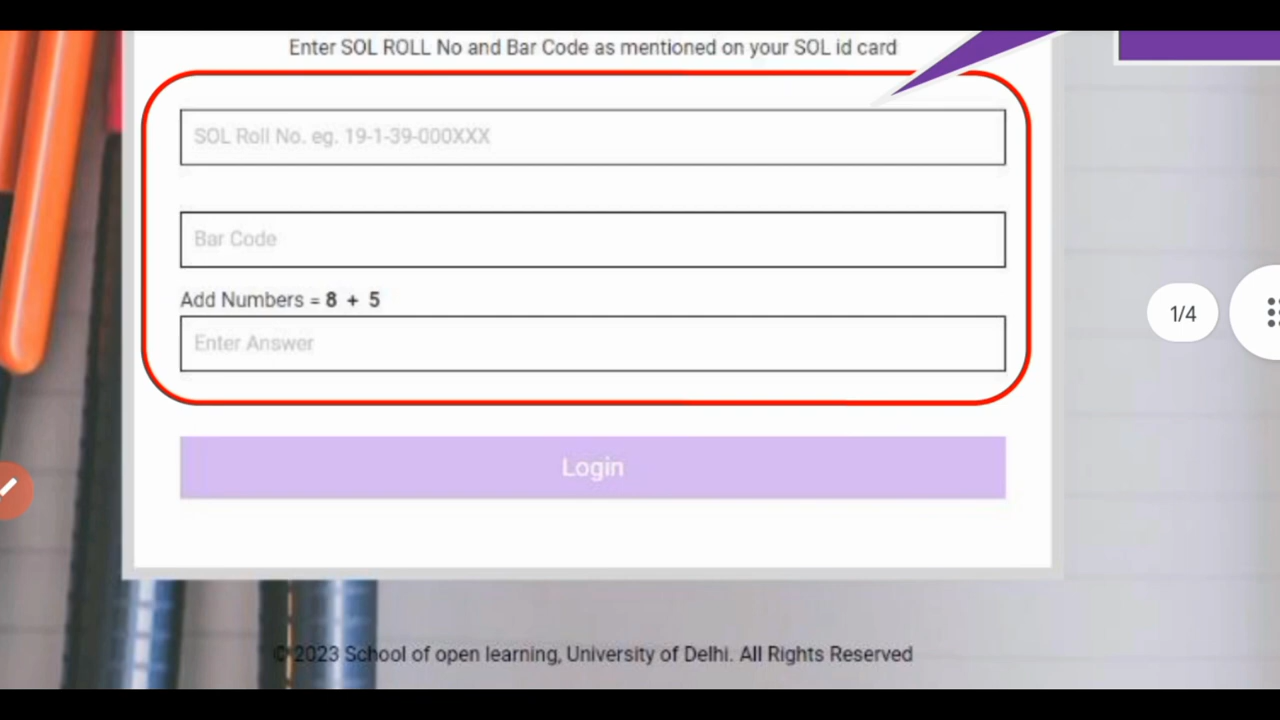 Enter SOL ROLL No and Bar Code as mentioned on your SOL id card
SOL Roll No. eg. 19-1-39-000XXX
Bar Code
Add Numbers = 8 + 5
Enter Answer
1/4
Login
© 2023 School of open learning, University of Delhi. All Rights Reserved